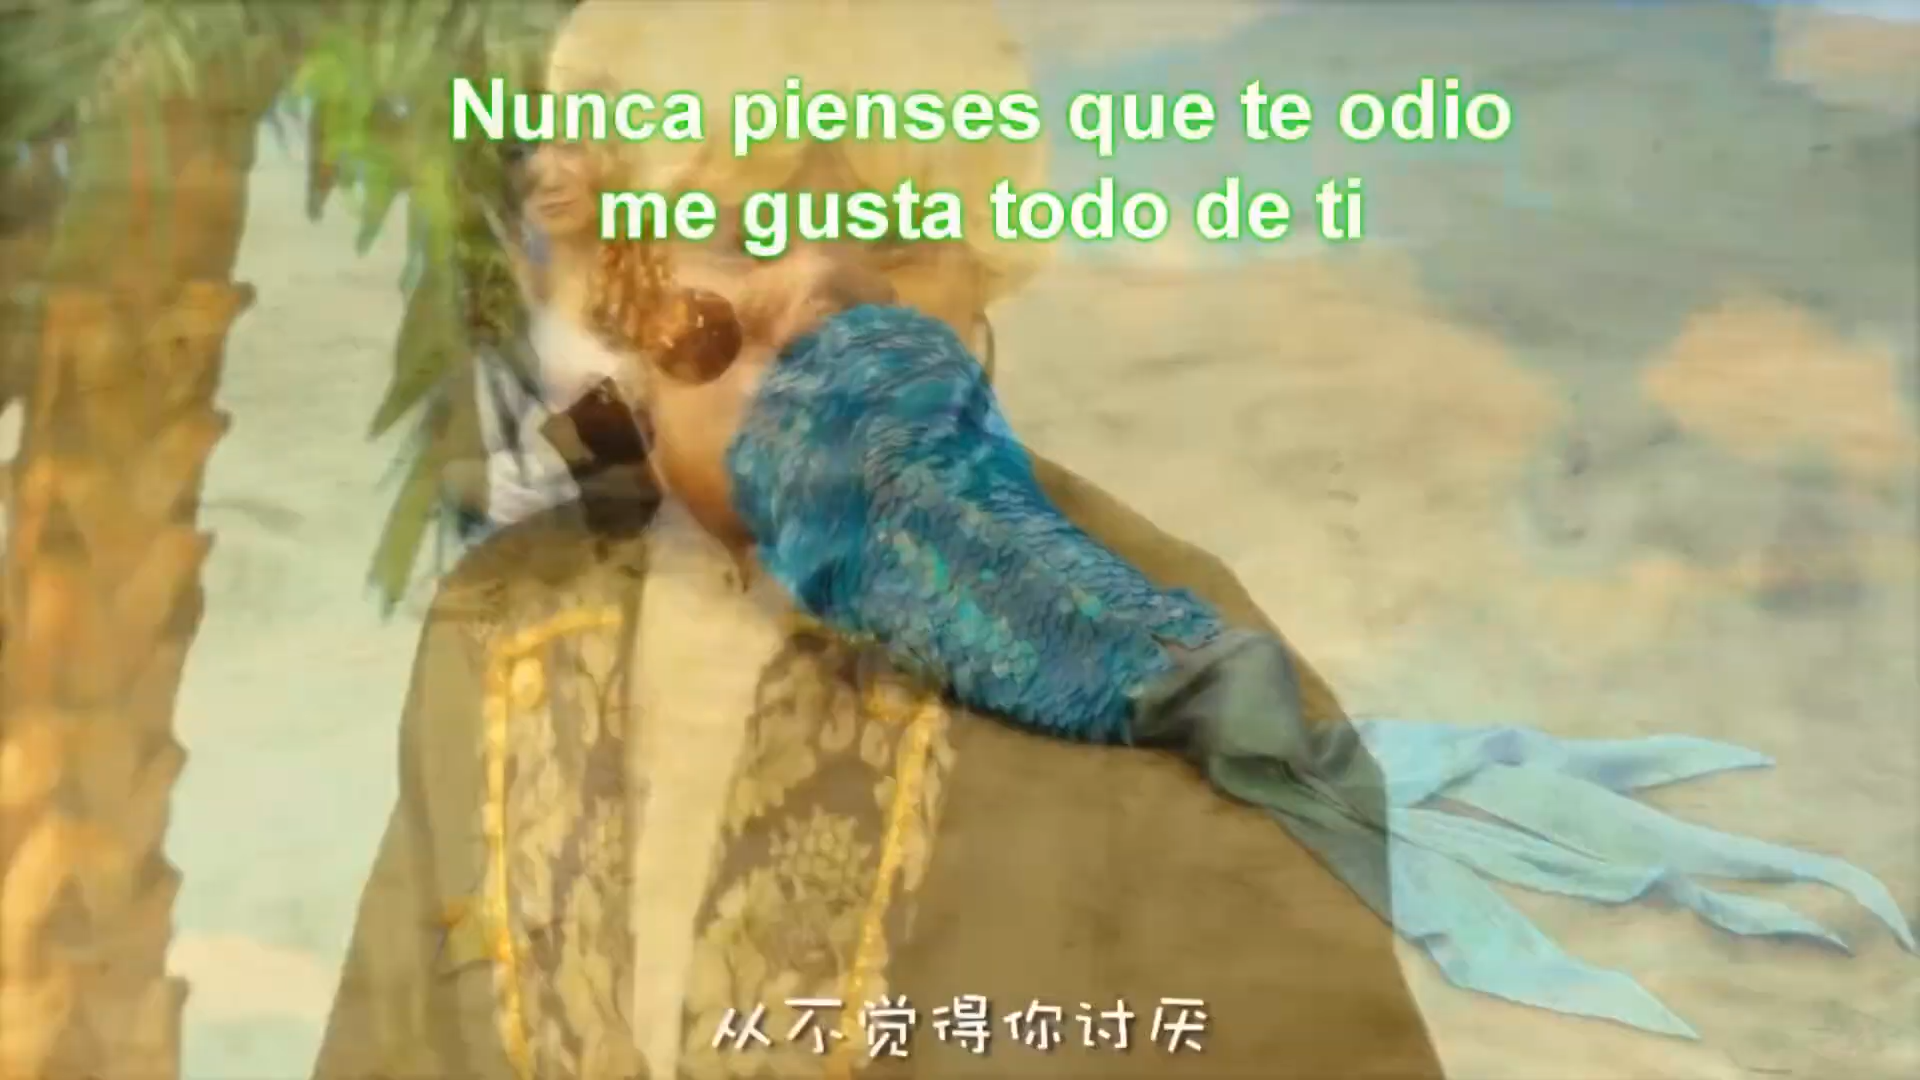 Nunca pienses que te odio
me gusta todo de ti
从不觉得你讨厌